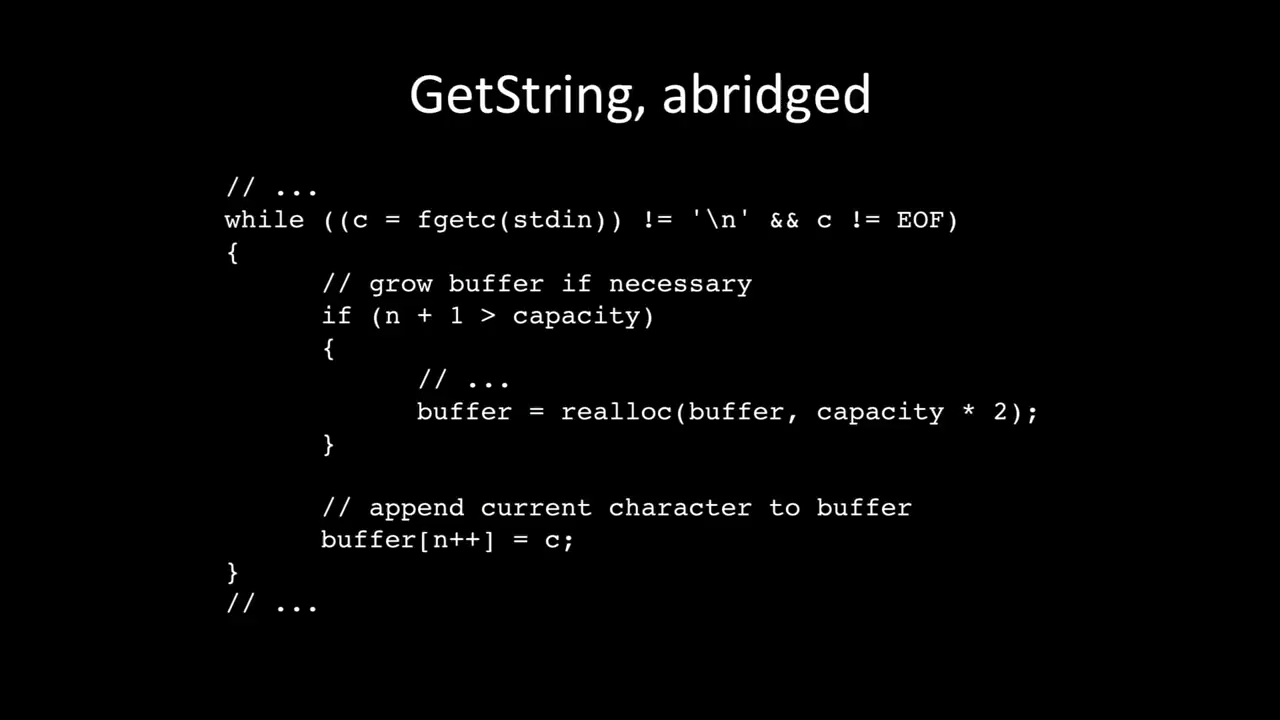 GetString, abridged
// ...
while ((c = fgetc(stdin)) != '\n' && c != EOF)
{
// grow buffer if necessary
if (n + 1 > capacity)
{
// ...
buffer = realloc(buffer, capacity * 2);
}
// append current character to buffer
buffer[n++] = c;
}
// ...